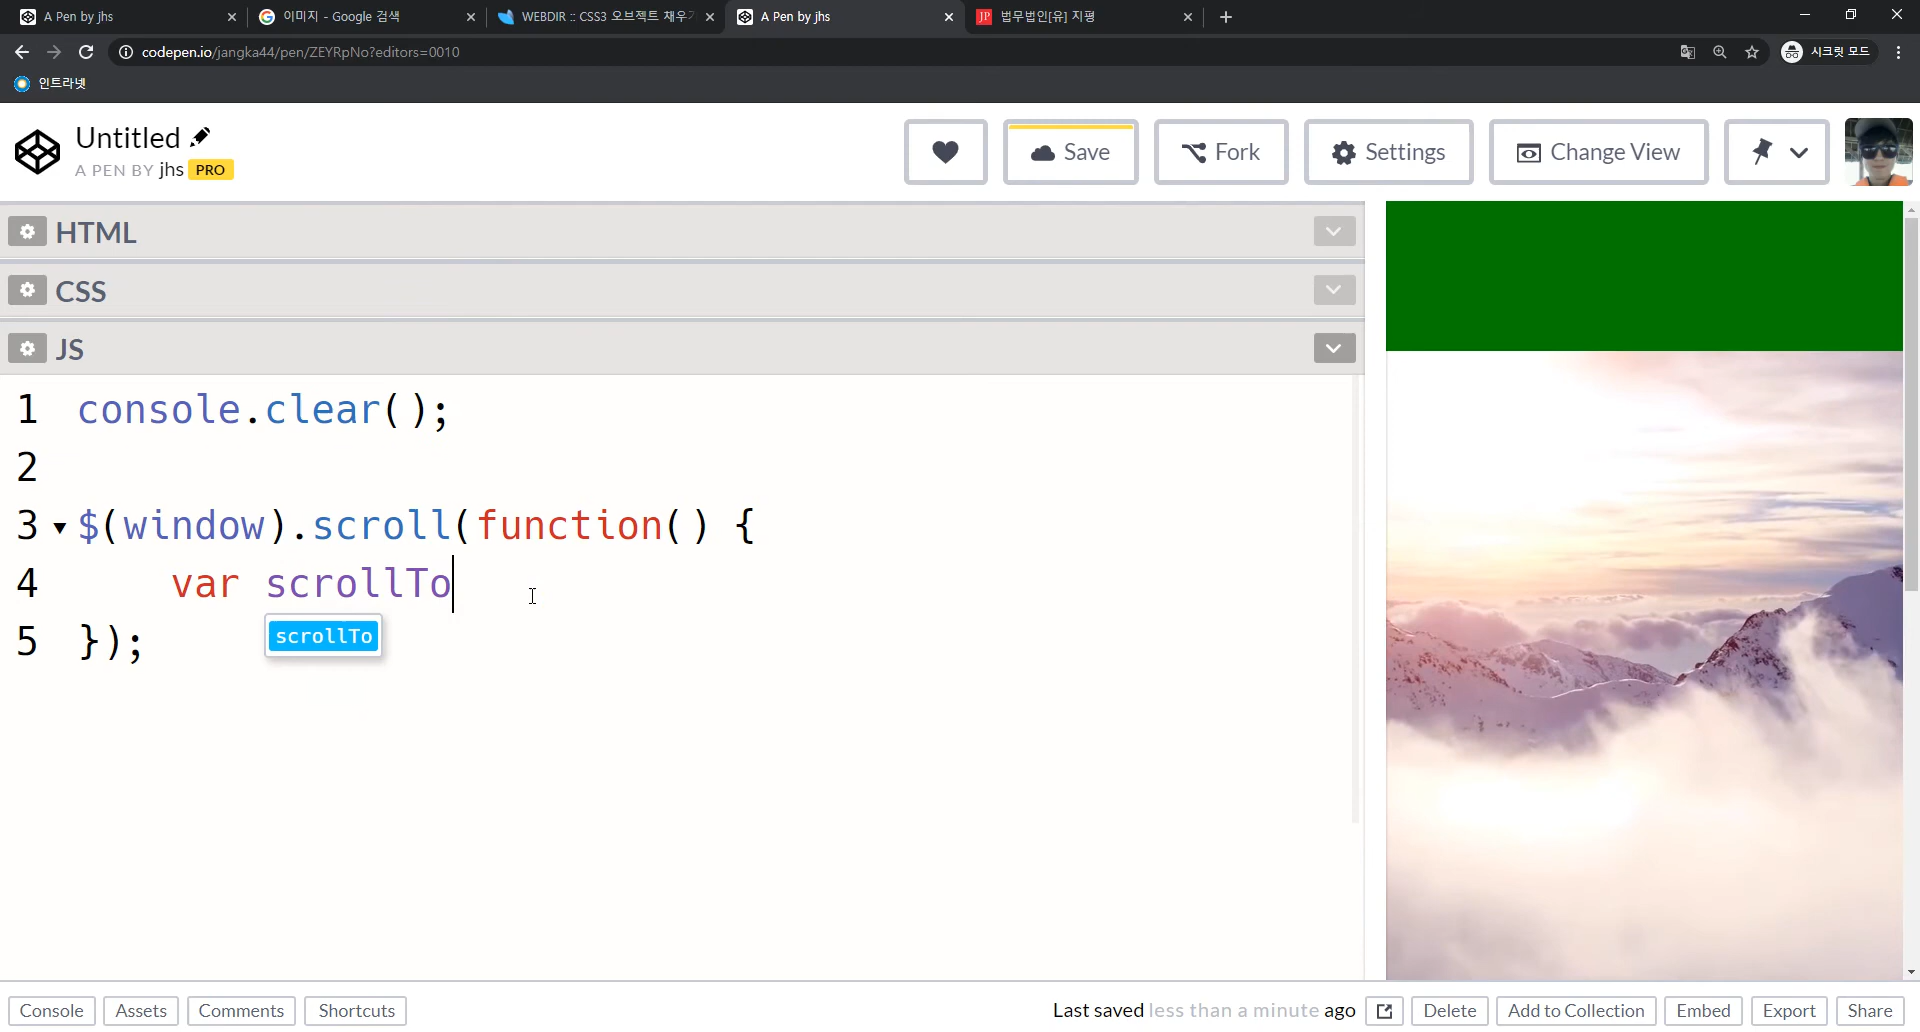 A Pen by jhs
이미지 - Google 검색
WEBDIR :: CSS3 오브젝트 채우기
A Pen by jhs
JP 법무법인[유] 지평
codepen.io/jangka44/pen/ZEYRpNo?editors=0010
시크릿 모드
인트라넷
Untitled
A PEN BY jhs PRO
Save
Fork
Settings
Change View
HTML
CSS
JS
1 console.clear();
2
3 $(window).scroll(function() {
4 var scrollTo
scrollTo
5 });
Console
Assets
Comments
Shortcuts
Last saved less than a minute ago
Delete
Add to Collection
Embed
Export
Share